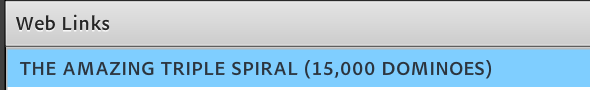 Web Links
THE AMAZING TRIPLE SPIRAL (15,000 DOMINOES)